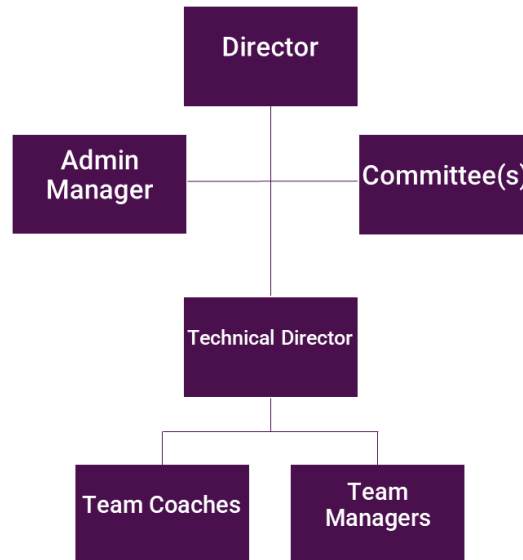 Director
Admin
Manager
Committee(s)
Technical Director
Team Coaches
Team
Managers